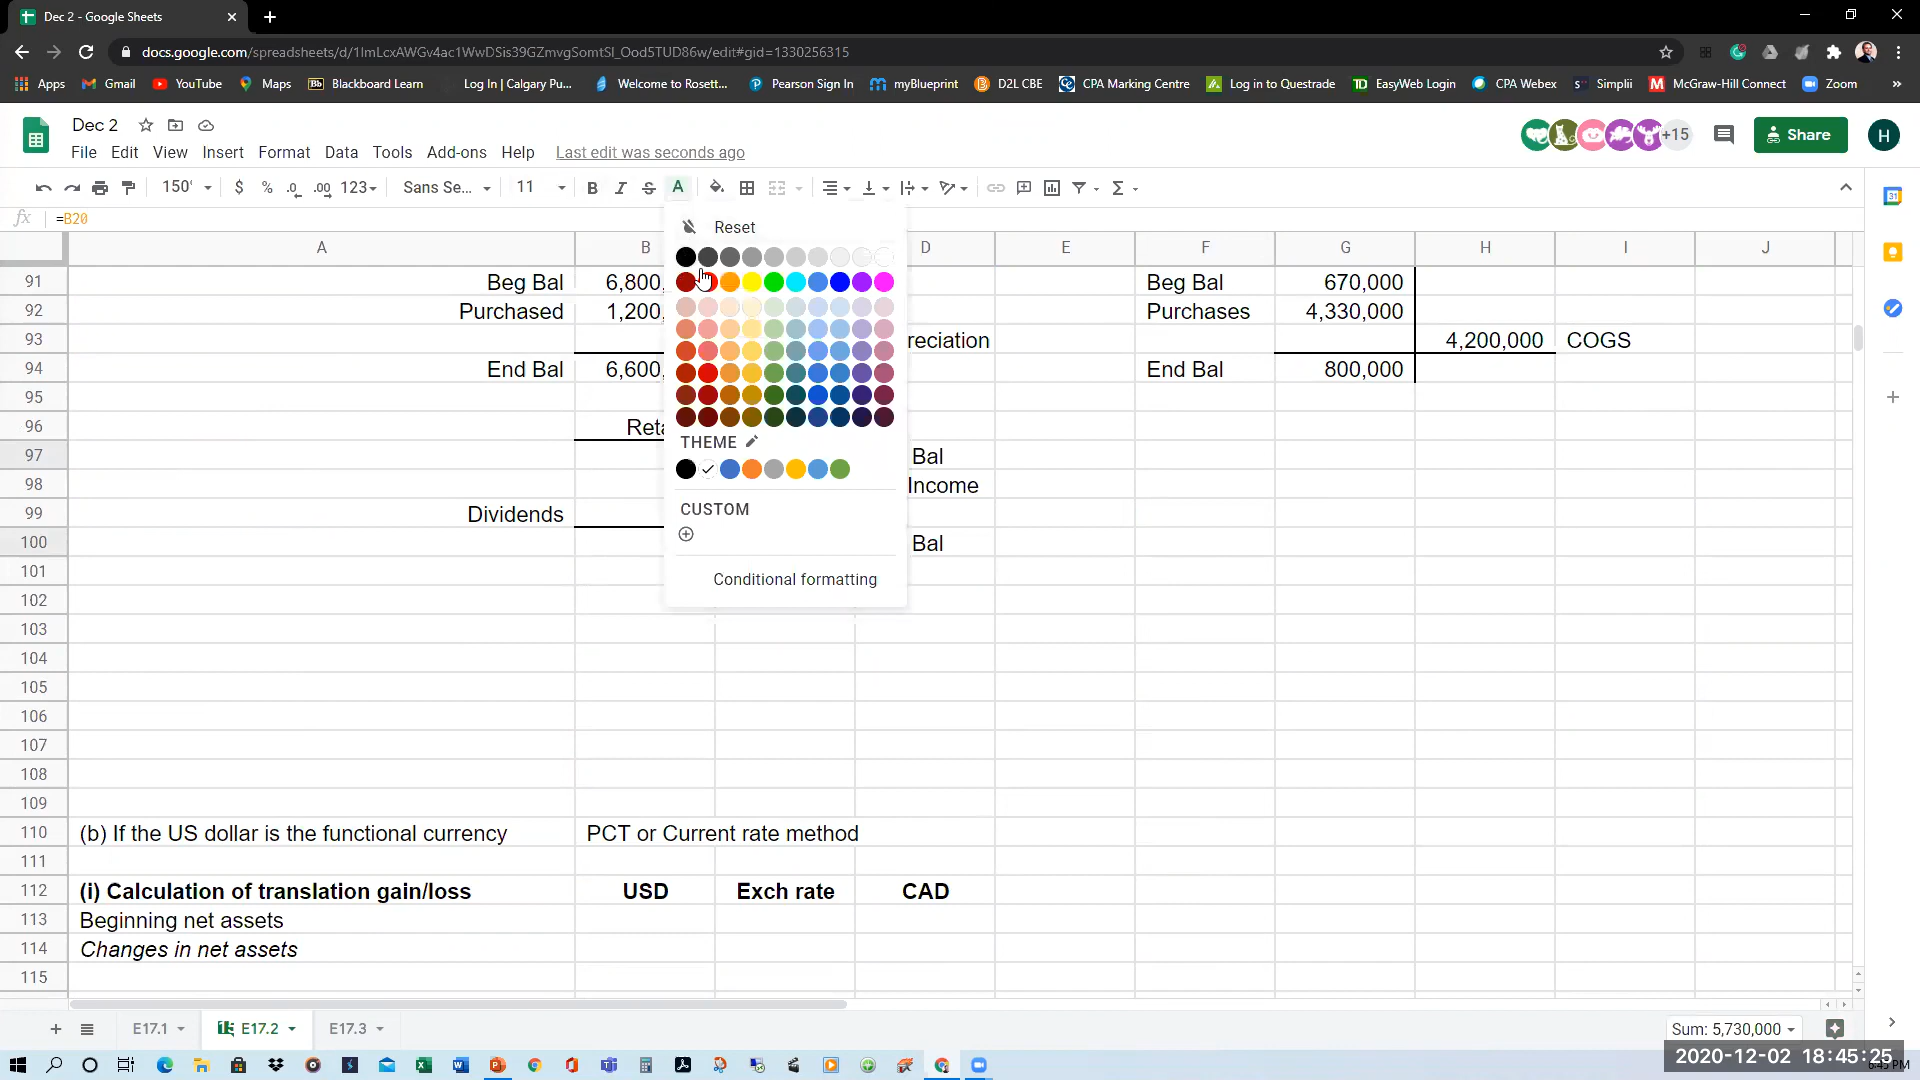 Dec 2 - Google Sheets
docs.google.com/spreadsheets/d/1ImLcxAWGv4ac1WwDSis39GZmvgSomtSI_Ood5TUD86w/edit#gid=1330256315
Apps Gmail YouTube Maps Bb Blackboard Learn Log In | Calgary Pu... Welcome to Rosett... Pearson Sign In myBlueprint D2L CBE CPA Marking Centre Log in to Questrade TD EasyWeb Login CPA Webex Simplii McGraw-Hill Connect Zoom »
Dec 2
+15 Share H
File Edit View Insert Format Data Tools Add-ons Help Last edit was seconds ago
150% $ % .0 .00 123 Sans Se... 11 B I S A Σ
fx =B20
Reset
A B D E F G H I J
91 Beg Bal 6,800, Beg Bal 670,000
92 Purchased 1,200, Purchases 4,330,000
93 reciation 4,200,000 COGS
94 End Bal 6,600, End Bal 800,000
95
96 Reta
THEME
97 Bal
98 Income
CUSTOM
99 Dividends
100 Bal
101
Conditional formatting
102
103
104
105
106
107
108
109
110 (b) If the US dollar is the functional currency PCT or Current rate method
111
112 (i) Calculation of translation gain/loss USD Exch rate CAD
113 Beginning net assets
114 Changes in net assets
115
E17.1 E17.2 E17.3 Sum: 5,730,000
2020-12-02 18:45:25